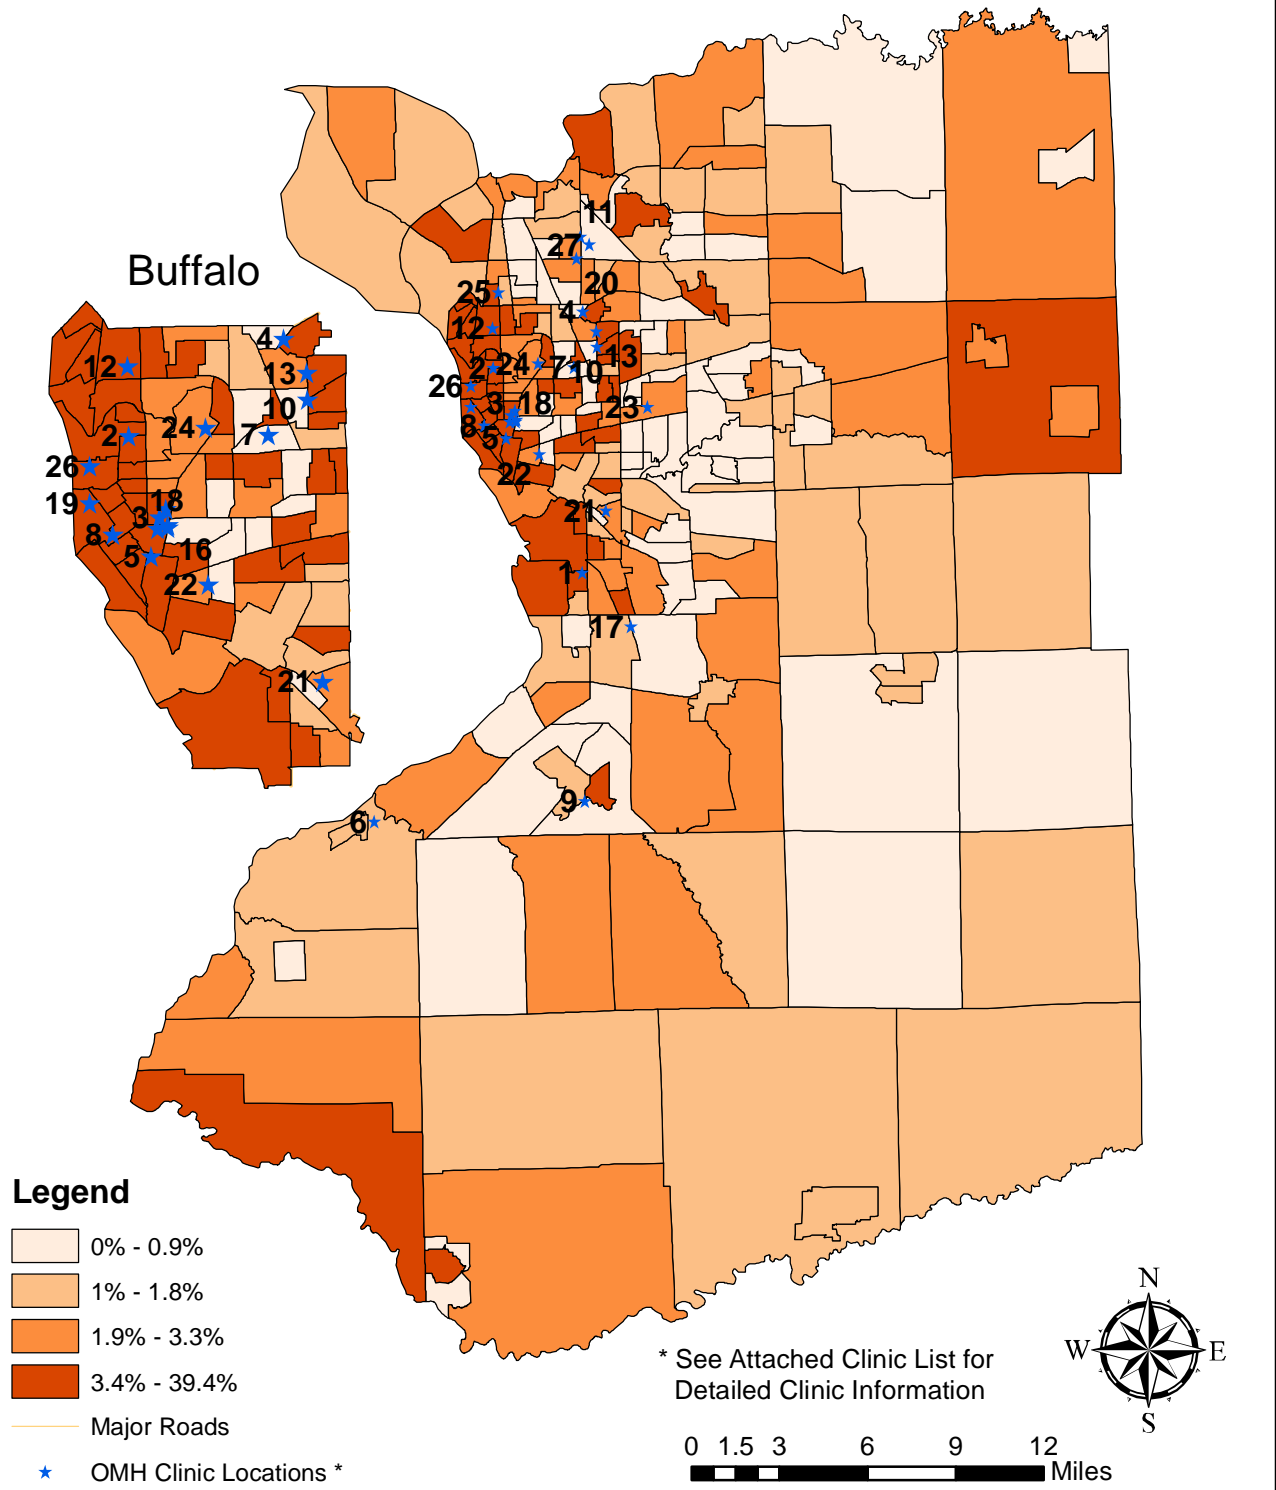 Buffalo
4
12
13
10
24
2
7
26
19
18
3
8
16
5
22
21
11
27
20
25
4
12
13
24
7
2
10
26
3
18
23
8
5
22
21
1
17
9
6
Legend
0% - 0.9%
1% - 1.8%
1.9% - 3.3%
3.4% - 39.4%
Major Roads
OMH Clinic Locations *
* See Attached Clinic List for
Detailed Clinic Information
0 1.5 3 6 9 12
Miles
N
W E
S